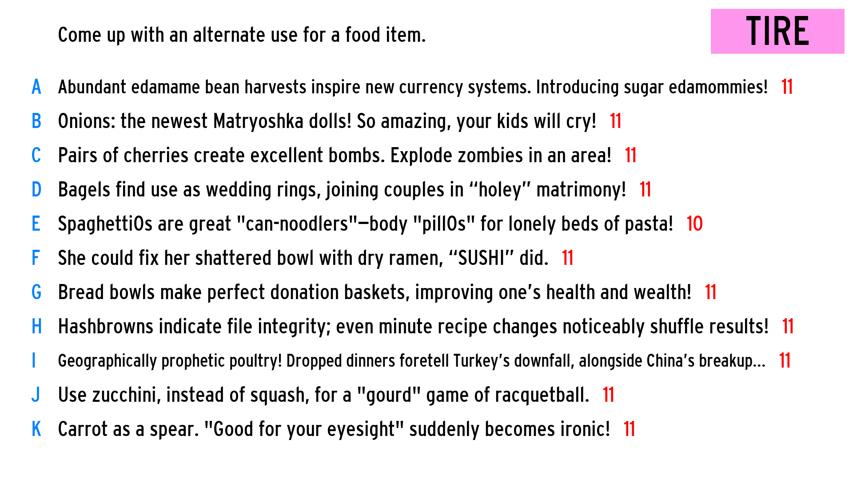 Come up with an alternate use for a food item.
TIRE
A Abundant edamame bean harvests inspire new currency systems. Introducing sugar edamommies! 11
B Onions: the newest Matryoshka dolls! So amazing, your kids will cry! 11
C Pairs of cherries create excellent bombs. Explode zombies in an area! 11
D Bagels find use as wedding rings, joining couples in “holey” matrimony! 11
E SpaghettiOs are great "can-noodlers"—body "pillOs" for lonely beds of pasta! 10
F She could fix her shattered bowl with dry ramen, “SUSHI” did. 11
G Bread bowls make perfect donation baskets, improving one’s health and wealth! 11
H Hashbrowns indicate file integrity; even minute recipe changes noticeably shuffle results! 11
I Geographically prophetic poultry! Dropped dinners foretell Turkey’s downfall, alongside China’s breakup... 11
J Use zucchini, instead of squash, for a "gourd" game of racquetball. 11
K Carrot as a spear. "Good for your eyesight" suddenly becomes ironic! 11